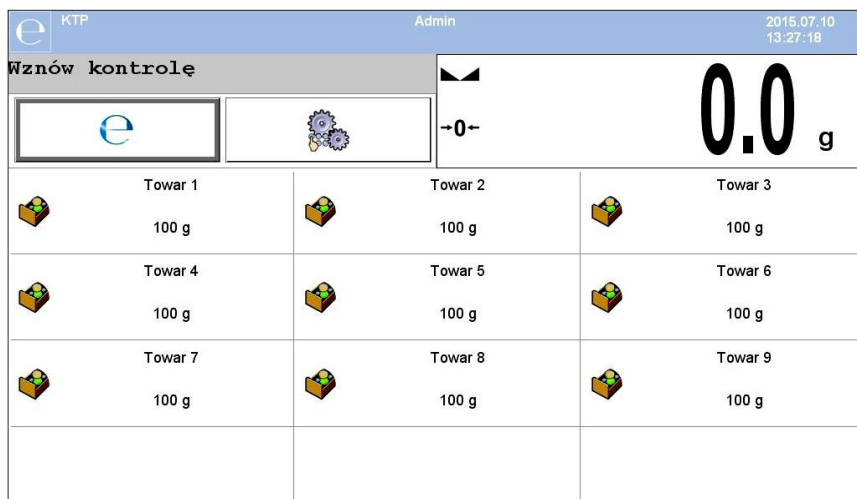 KTP
Admin
2015.07.10
13:27:18
Wznów kontrolę
→0←
0.0 g
Towar 1
100 g
Towar 2
100 g
Towar 3
100 g
Towar 4
100 g
Towar 5
100 g
Towar 6
100 g
Towar 7
100 g
Towar 8
100 g
Towar 9
100 g